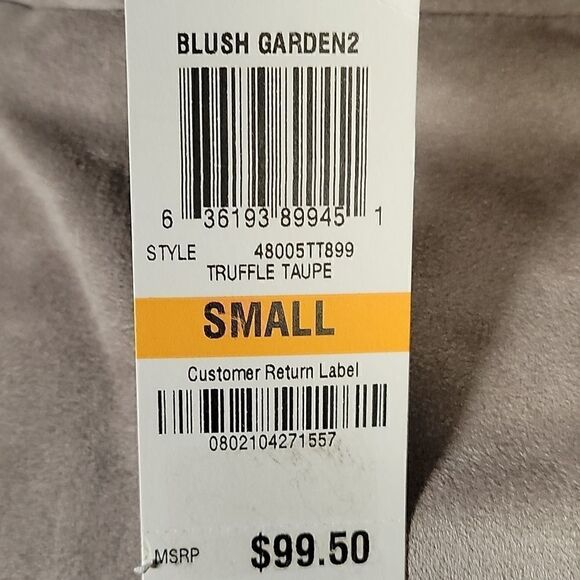 BLUSH GARDEN2
6 36193 89945 1
STYLE 48005TT899
TRUFFLE TAUPE
SMALL
Customer Return Label
0802104271557
MSRP $99.50